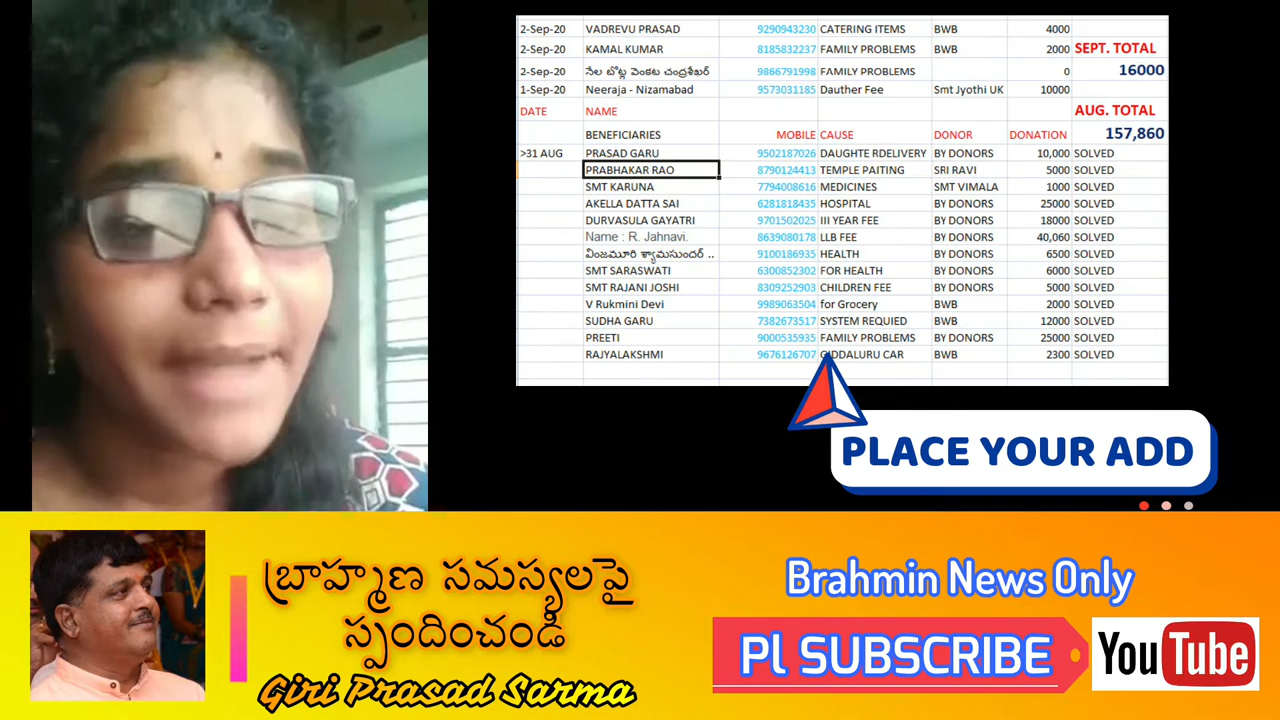 2-Sep-20 VADREVU PRASAD 9290943230 CATERING ITEMS BWB 4000
2-Sep-20 KAMAL KUMAR 8185832237 FAMILY PROBLEMS BWB 2000 SEPT. TOTAL
2-Sep-20 నేల బొట్ల వెంకట చంద్రశేఖర్ 9866791998 FAMILY PROBLEMS 0 16000
1-Sep-20 Neeraja - Nizamabad 9573031185 Dauther Fee Smt Jyothi UK 10000
DATE NAME AUG. TOTAL
BENEFICIARIES MOBILE CAUSE DONOR DONATION 157,860
>31 AUG PRASAD GARU 9502187026 DAUGHTE RDELIVERY BY DONORS 10,000 SOLVED
PRABHAKAR RAO 8790124413 TEMPLE PAITING SRI RAVI 5000 SOLVED
SMT KARUNA 7794008616 MEDICINES SMT VIMALA 1000 SOLVED
AKELLA DATTA SAI 6281818435 HOSPITAL BY DONORS 25000 SOLVED
DURVASULA GAYATRI 9701502025 III YEAR FEE BY DONORS 18000 SOLVED
Name : R. Jahnavi. 8639080178 LLB FEE BY DONORS 40,060 SOLVED
వింజమూరి శ్యామసుందర్ .. 9100186935 HEALTH BY DONORS 6500 SOLVED
SMT SARASWATI 6300852302 FOR HEALTH BY DONORS 6000 SOLVED
SMT RAJANI JOSHI 8309252903 CHILDREN FEE BY DONORS 5000 SOLVED
V Rukmini Devi 9989063504 for Grocery BWB 2000 SOLVED
SUDHA GARU 7382673517 SYSTEM REQUIED BWB 12000 SOLVED
PREETI 9000535935 FAMILY PROBLEMS BY DONORS 25000 SOLVED
RAJYALAKSHMI 9676126707 GIDDALURU CAR BWB 2300 SOLVED
PLACE YOUR ADD
బ్రాహ్మణ సమస్యలపై
స్పందించండి
Giri Prasad Sarma
Brahmin News Only
Pl SUBSCRIBE
YouTube